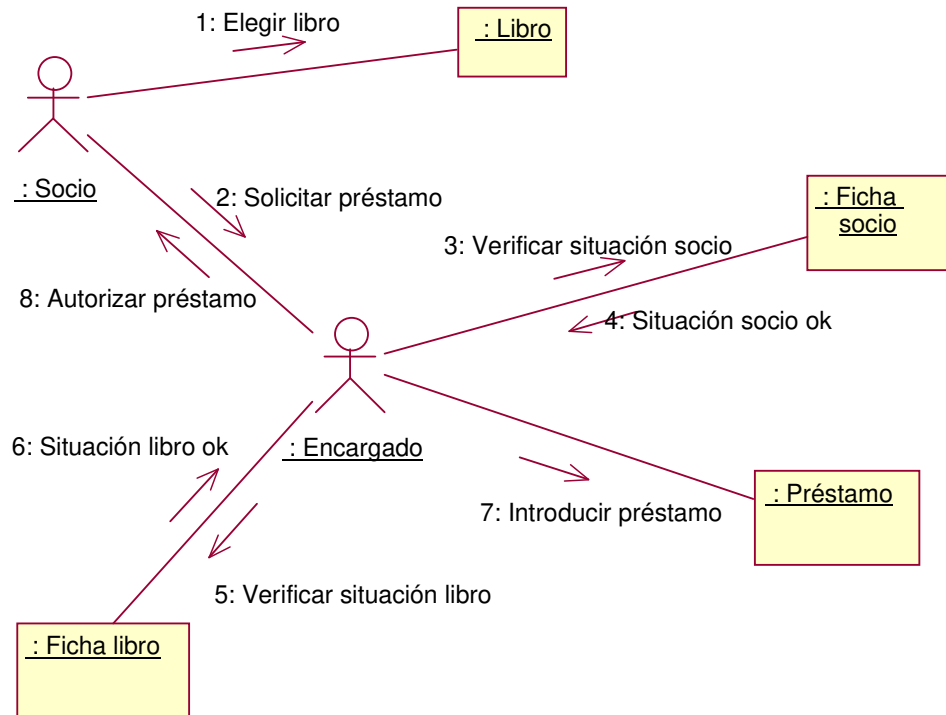 1: Elegir libro
: Libro
: Socio
2: Solicitar préstamo
: Ficha
socio
3: Verificar situación socio
8: Autorizar préstamo
4: Situación socio ok
6: Situación libro ok
: Encargado
: Préstamo
7: Introducir préstamo
5: Verificar situación libro
: Ficha libro